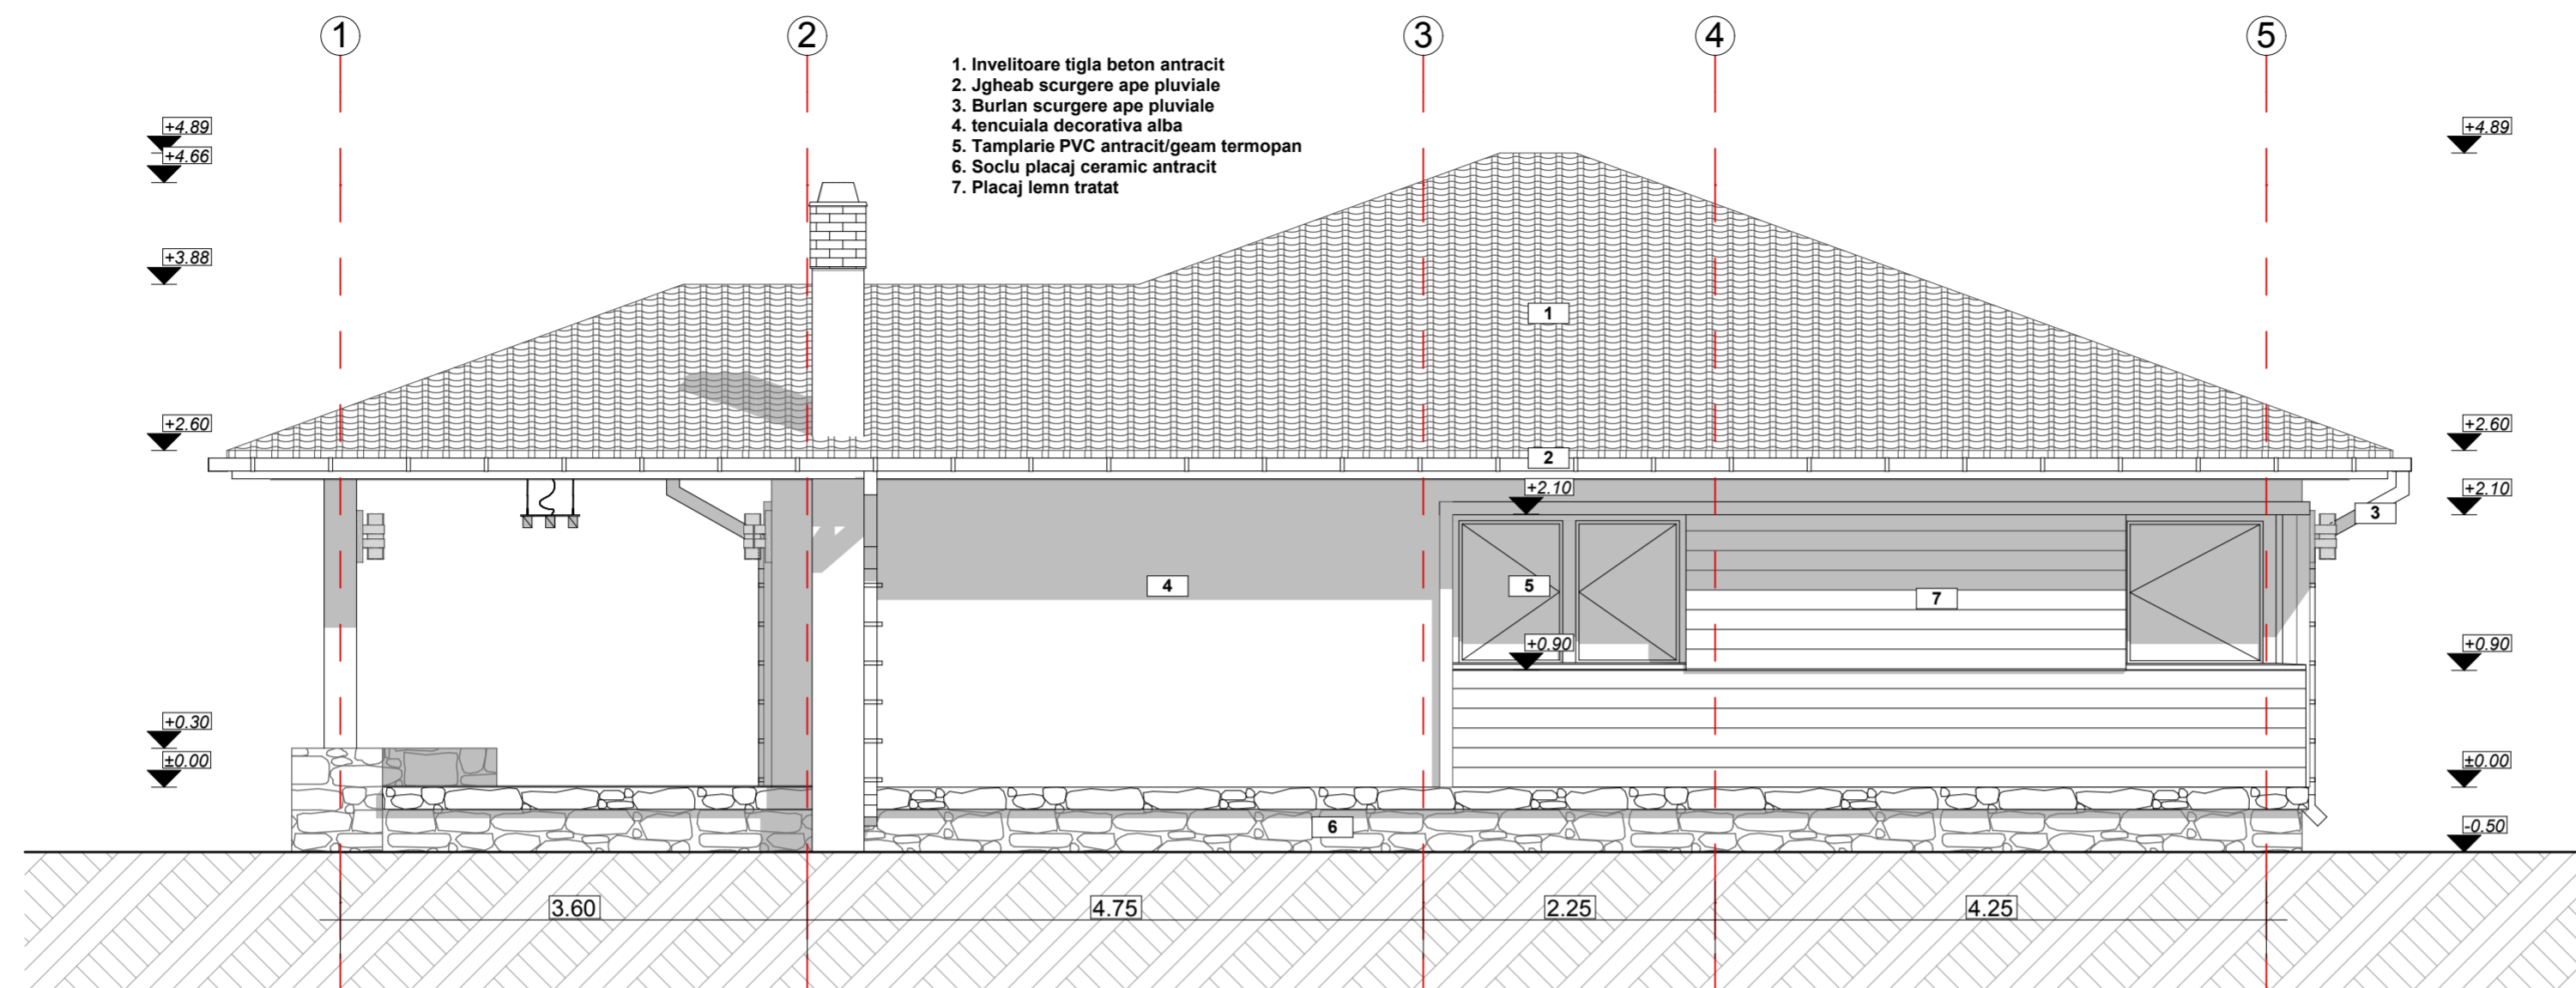 1 2 3 4 5
1. Invelitoare tigla beton antracit
2. Jgheab scurgere ape pluviale
3. Burlan scurgere ape pluviale
4. tencuiala decorativa alba
5. Tamplarie PVC antracit/geam termopan
6. Soclu placaj ceramic antracit
7. Placaj lemn tratat
+4.89 +4.89
+4.66
+3.88
1
+2.60 +2.60
2
+2.10 +2.10
3
4 5 7
+0.90 +0.90
+0.30
±0.00 ±0.00
6 -0.50
3.60 4.75 2.25 4.25